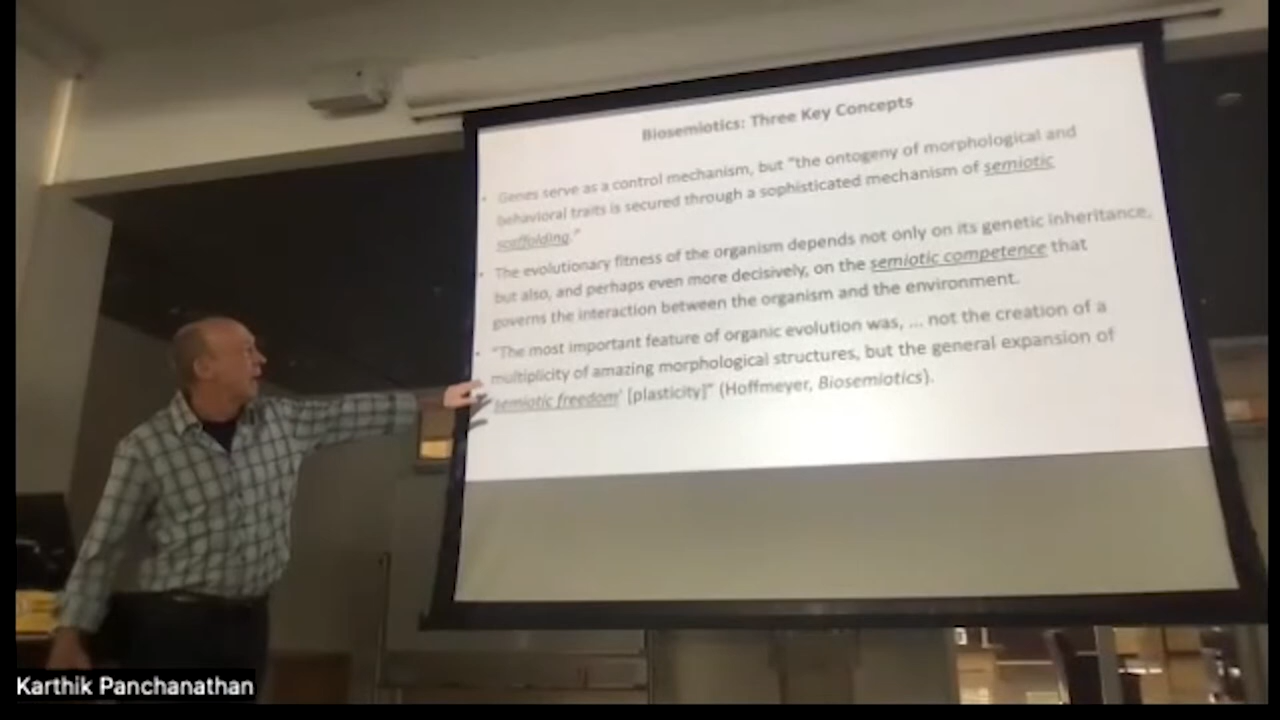 Biosemiotics: Three Key Concepts
• Genes serve as a control mechanism, but "the ontogeny of morphological and
behavioral traits is secured through a sophisticated mechanism of semiotic
scaffolding."
• The evolutionary fitness of the organism depends not only on its genetic inheritance,
but also, and perhaps even more decisively, on the semiotic competence that
governs the interaction between the organism and the environment.
• "The most important feature of organic evolution was, ... not the creation of a
multiplicity of amazing morphological structures, but the general expansion of
'semiotic freedom' [plasticity]" (Hoffmeyer, Biosemiotics).
Karthik Panchanathan